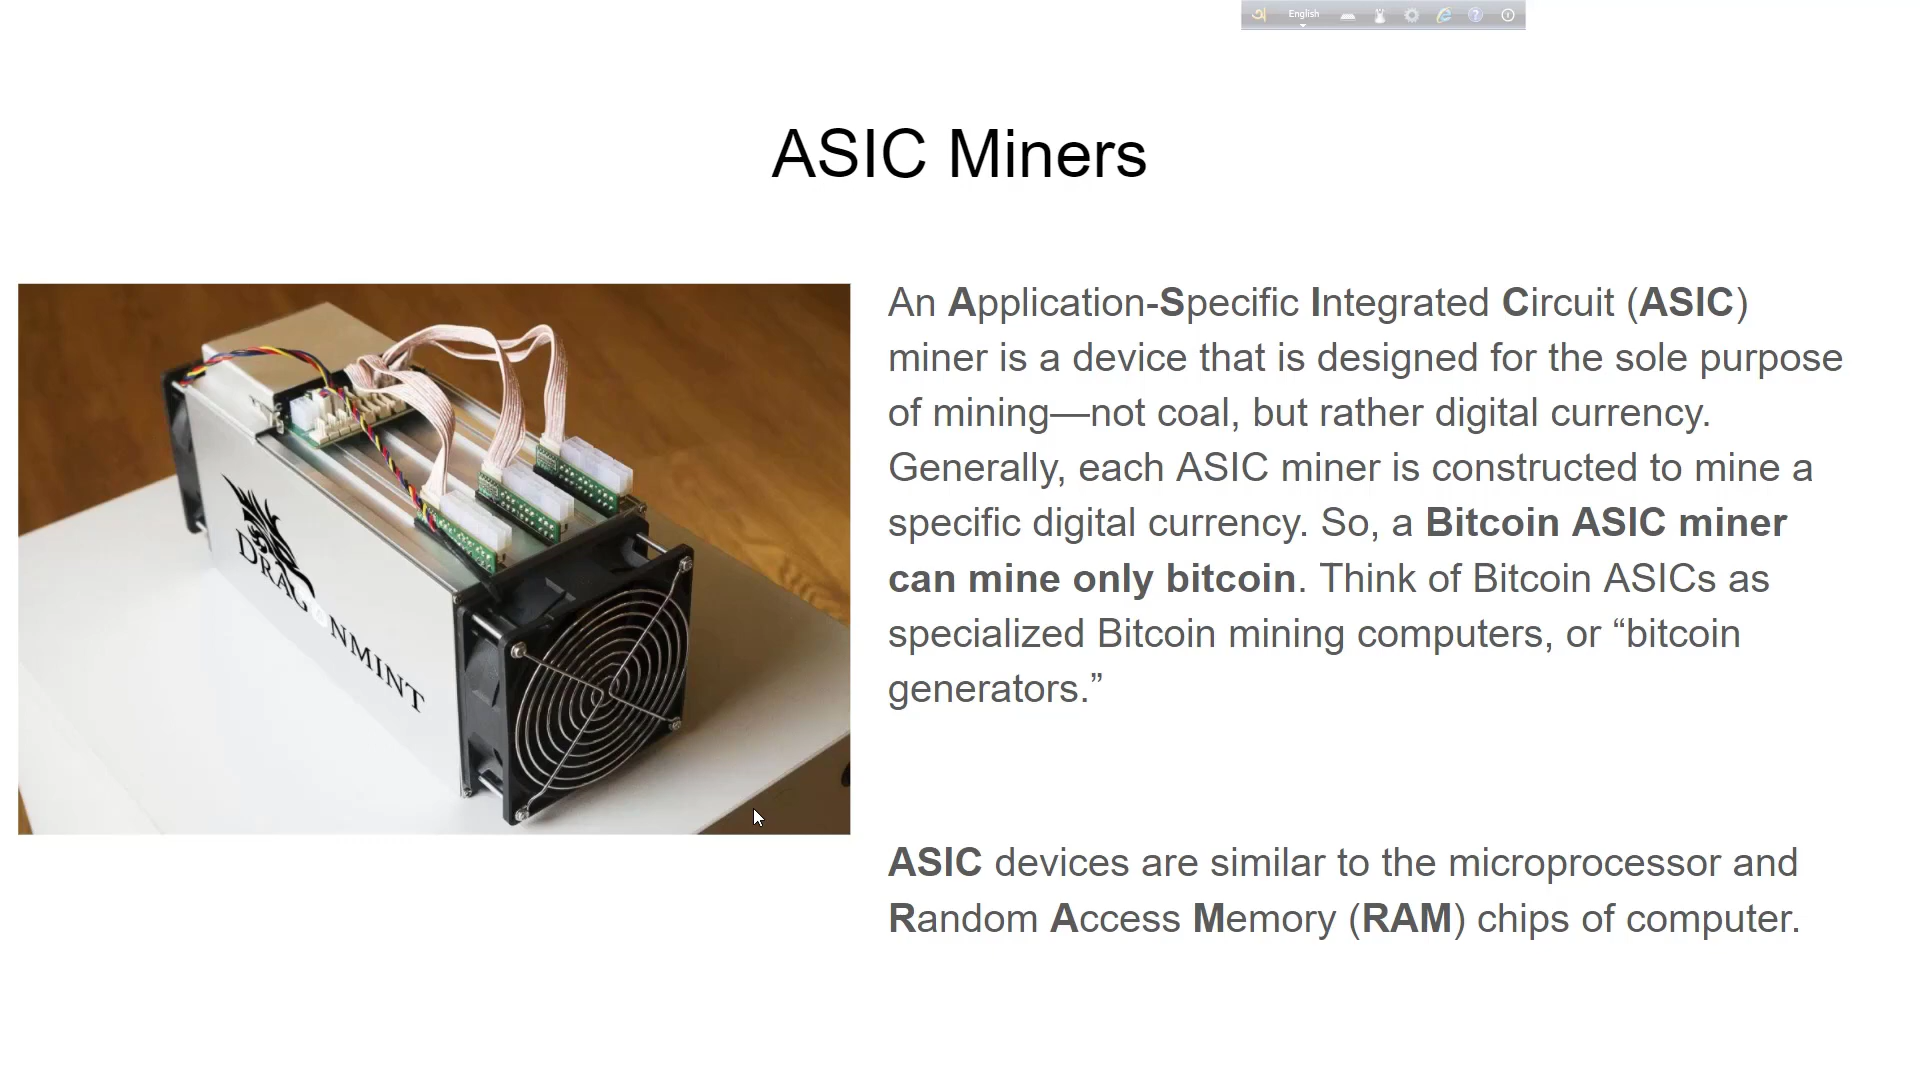 English
ASIC Miners
DRAGONMINT
An Application-Specific Integrated Circuit (ASIC)
miner is a device that is designed for the sole purpose
of mining—not coal, but rather digital currency.
Generally, each ASIC miner is constructed to mine a
specific digital currency. So, a Bitcoin ASIC miner
can mine only bitcoin. Think of Bitcoin ASICs as
specialized Bitcoin mining computers, or “bitcoin
generators.”
ASIC devices are similar to the microprocessor and
Random Access Memory (RAM) chips of computer.